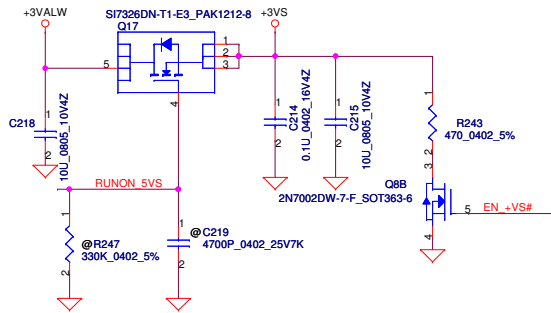 +3VALW
SI7326DN-T1-E3_PAK1212-8
Q17
+3VS
5
1
2
3
4
C218
1
2
10U_0805_10V4Z
1
2
C214
0.1U_0402_16V4Z
1
2
C215
10U_0805_10V4Z
1
2
R243
470_0402_5%
RUNON_5VS
3
Q8B
2N7002DW-7-F_SOT363-6
5
EN_+VS#
4
1
2
@R247
330K_0402_5%
1
2
@C219
4700P_0402_25V7K